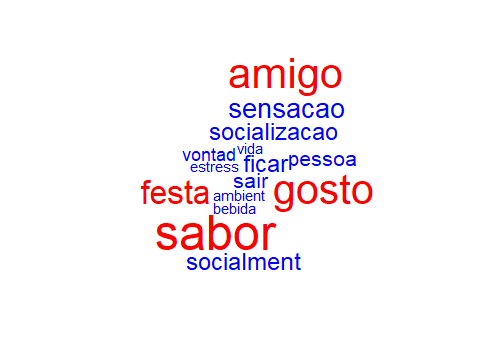 amigo
sensacao
socializacao
vida
vontad
ficar
pessoa
estress
sair
festa
ambient
gosto
bebida
sabor
socialment